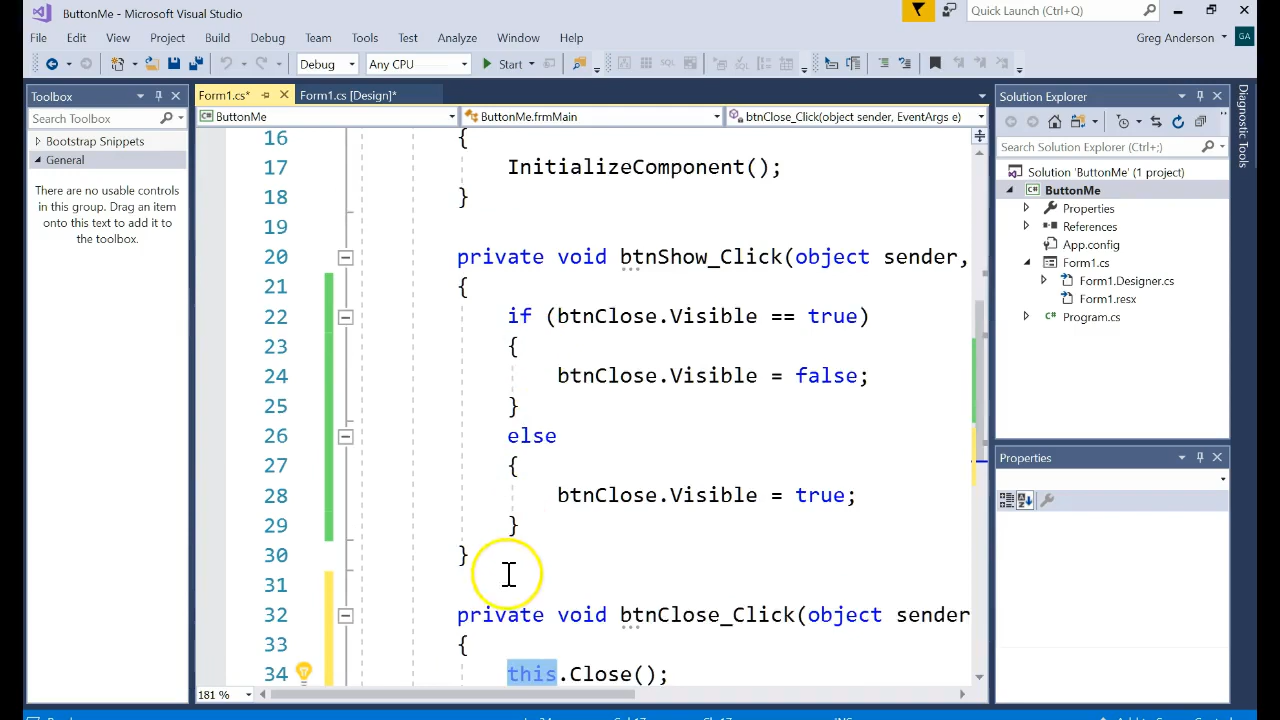 ButtonMe - Microsoft Visual Studio
Quick Launch (Ctrl+Q)
File Edit View Project Build Debug Team Tools Test Analyze Window Help
Greg Anderson GA
Debug Any CPU Start
Toolbox
Search Toolbox
Bootstrap Snippets
General
There are no usable controls
in this group. Drag an item
onto this text to add it to
the toolbox.
Form1.cs* Form1.cs [Design]*
ButtonMe ButtonMe.frmMain btnClose_Click(object sender, EventArgs e)
16 {
17 InitializeComponent();
18 }
19
20 private void btnShow_Click(object sender,
21 {
22 if (btnClose.Visible == true)
23 {
24 btnClose.Visible = false;
25 }
26 else
27 {
28 btnClose.Visible = true;
29 }
30 }
31
32 private void btnClose_Click(object sender
33 {
34 this.Close();
181 %
Solution Explorer
Search Solution Explorer (Ctrl+;)
Solution 'ButtonMe' (1 project)
C# ButtonMe
Properties
References
App.config
Form1.cs
Form1.Designer.cs
Form1.resx
C# Program.cs
Properties
Diagnostic Tools